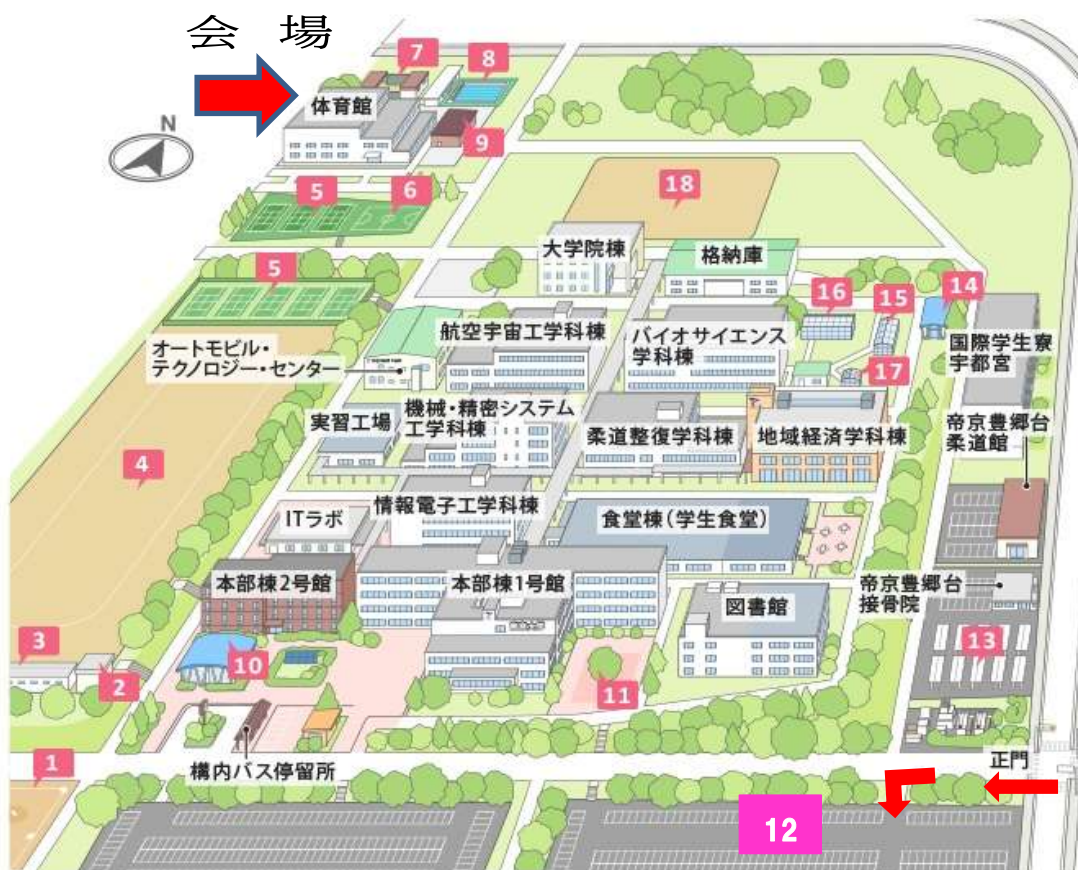 会 場
7
8
体育館
N
9
5
6
18
大学院棟
格納庫
5
16
15
14
航空宇宙工学科棟
バイオサイエンス
学科棟
国際学生寮
宇都宮
オートモビル・
テクノロジー・センター
17
実習工場
機械・精密システム
工学科棟
柔道整復学科棟
地域経済学科棟
帝京豊郷台
柔道館
4
情報電子工学科棟
ITラボ
食堂棟(学生食堂)
本部棟2号館
本部棟1号館
図書館
帝京豊郷台
接骨院
3
2
10
11
13
1
構内バス停留所
正門
12